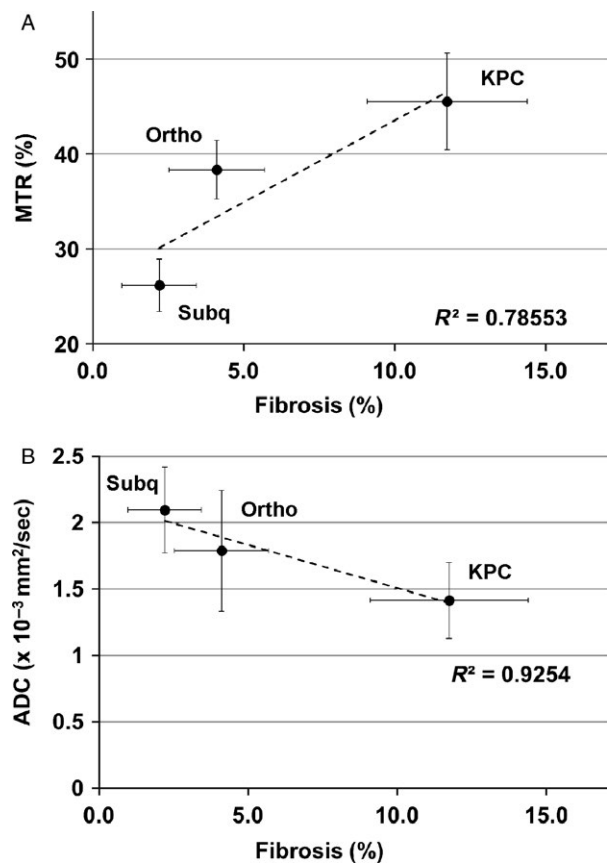 A
50
40
30
20
MTR (%)
KPC
Ortho
Subq
R² = 0.78553
0.0 5.0 10.0 15.0
Fibrosis (%)
B
2.5
2
1.5
1
0.5
0
ADC (x 10⁻³ mm²/sec)
Subq
Ortho
KPC
R² = 0.9254
0.0 5.0 10.0 15.0
Fibrosis (%)